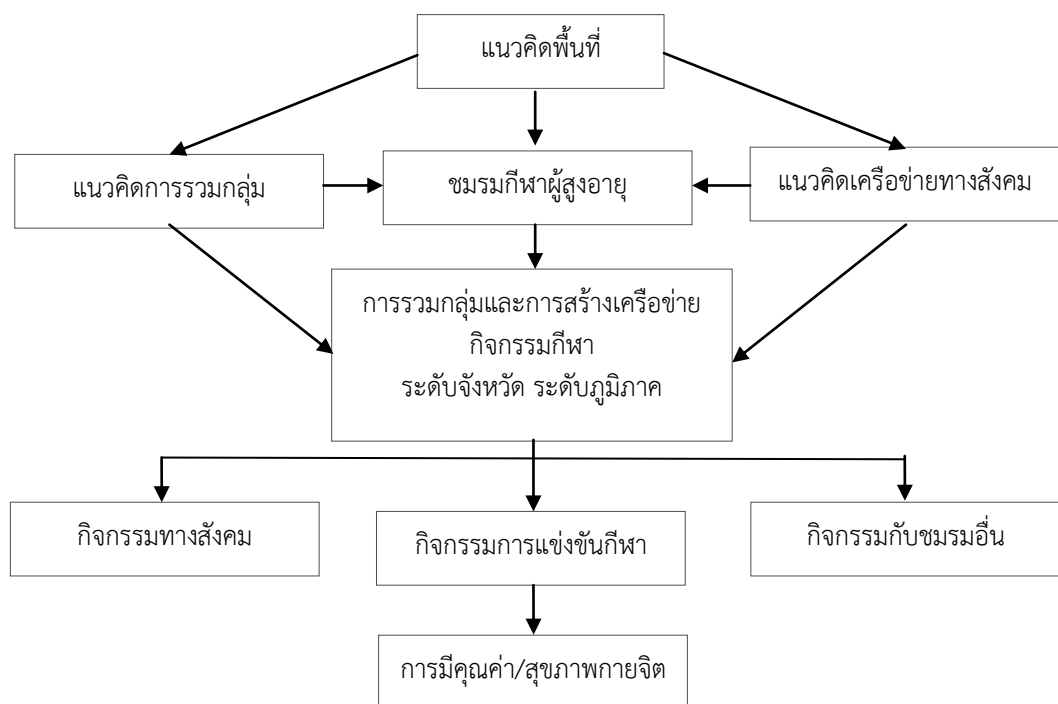 แนวคิดพื้นที่
แนวคิดการรวมกลุ่ม
ชมรมกีฬาผู้สูงอายุ
แนวคิดเครือข่ายทางสังคม
การรวมกลุ่มและการสร้างเครือข่าย
กิจกรรมกีฬา
ระดับจังหวัด ระดับภูมิภาค
กิจกรรมทางสังคม
กิจกรรมการแข่งขันกีฬา
กิจกรรมกับชมรมอื่น
การมีคุณค่า/สุขภาพกายจิต